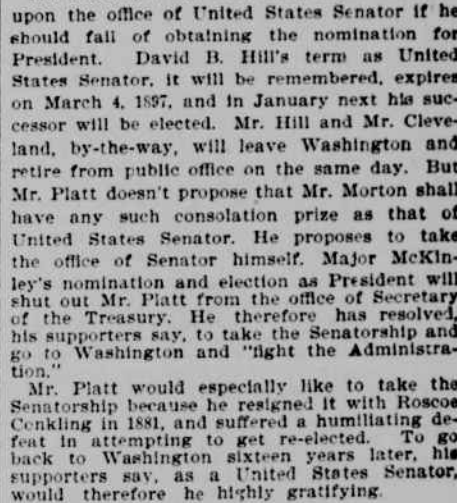 upon the office of United States Senator if he
should fail of obtaining the nomination for
President. David B. Hill's term as United
States Senator, it will be remembered, expires
on March 4, 1897, and in January next his suc-
cessor will be elected. Mr. Hill and Mr. Cleve-
land, by-the-way, will leave Washington and
retire from public office on the same day. But
Mr. Platt doesn't propose that Mr. Morton shall
have any such consolation prize as that of
United States Senator. He proposes to take
the office of Senator himself. Major McKin-
ley's nomination and election as President will
shut out Mr. Platt from the office of Secretary
of the Treasury. He therefore has resolved,
his supporters say, to take the Senatorship and
go to Washington and "fight the Administra-
tion."
Mr. Platt would especially like to take the
Senatorship because he resigned it with Roscoe
Conkling in 1881, and suffered a humiliating de-
feat in attempting to get re-elected. To go
back to Washington sixteen years later, his
supporters say, as a United States Senator,
would therefore he highly gratifying.